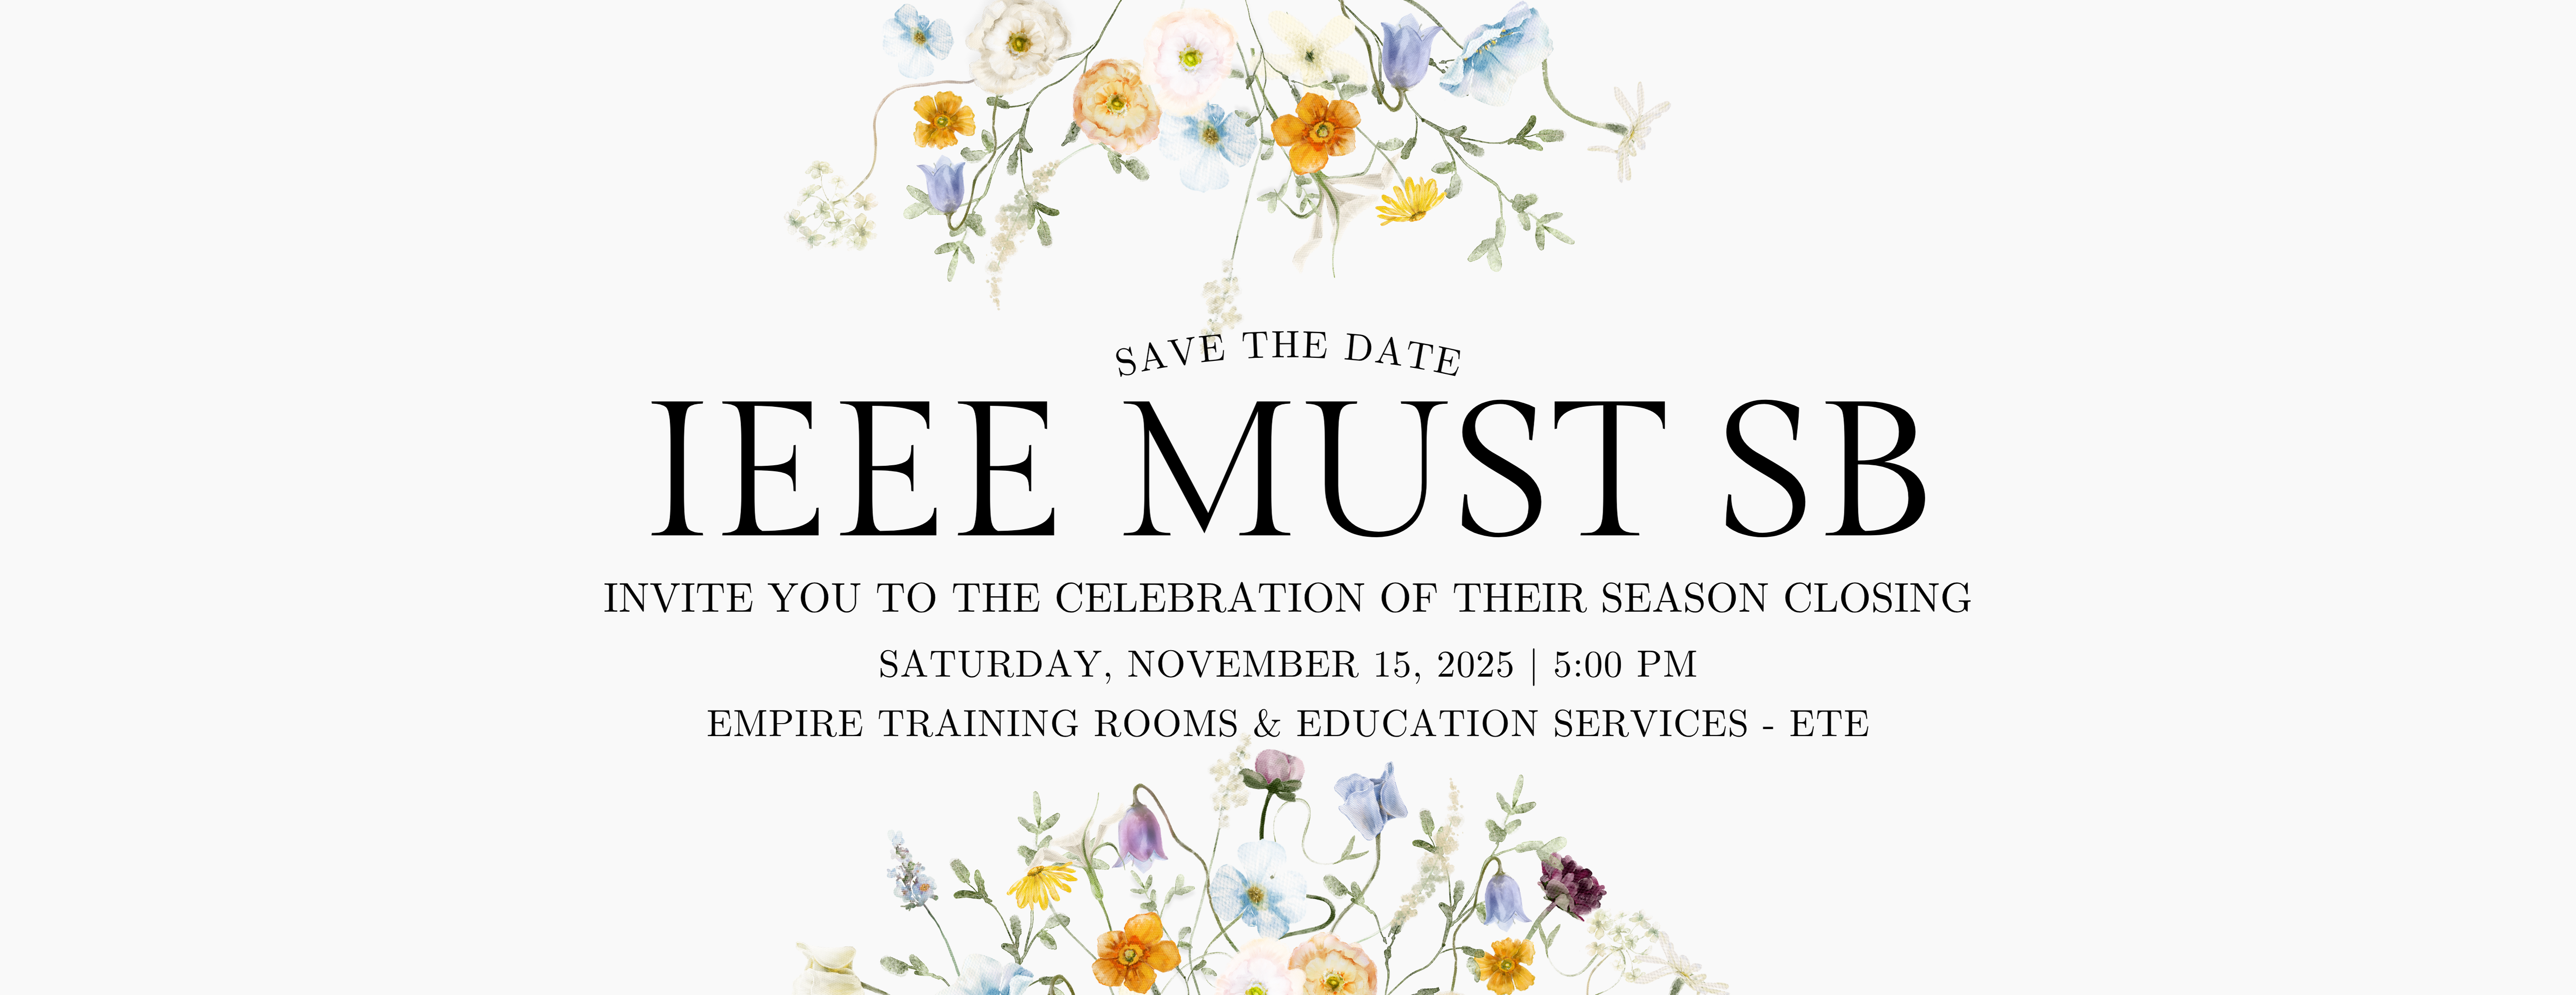 SAVE THE DATE
IEEE MUST SB
INVITE YOU TO THE CELEBRATION OF THEIR SEASON CLOSING
SATURDAY, NOVEMBER 15, 2025 | 5:00 PM
EMPIRE TRAINING ROOMS & EDUCATION SERVICES - ETE